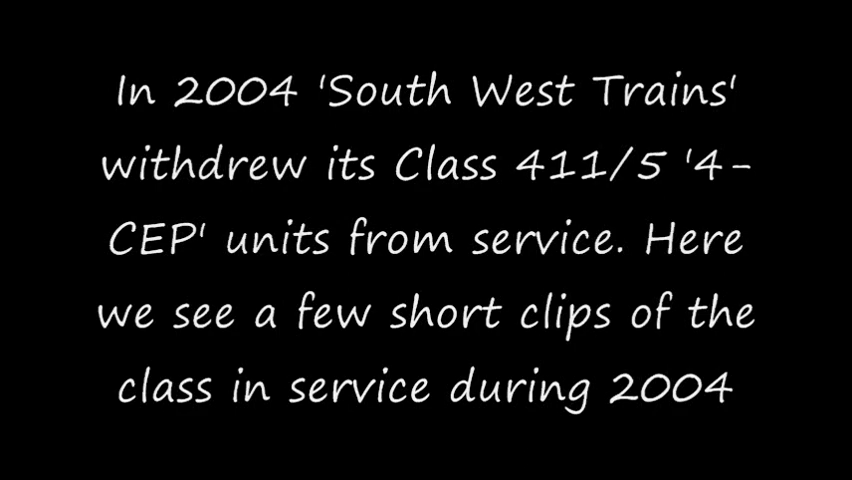 In 2004 'South West Trains'
withdrew its Class 411/5 '4-
CEP' units from service. Here
we see a few short clips of the
class in service during 2004